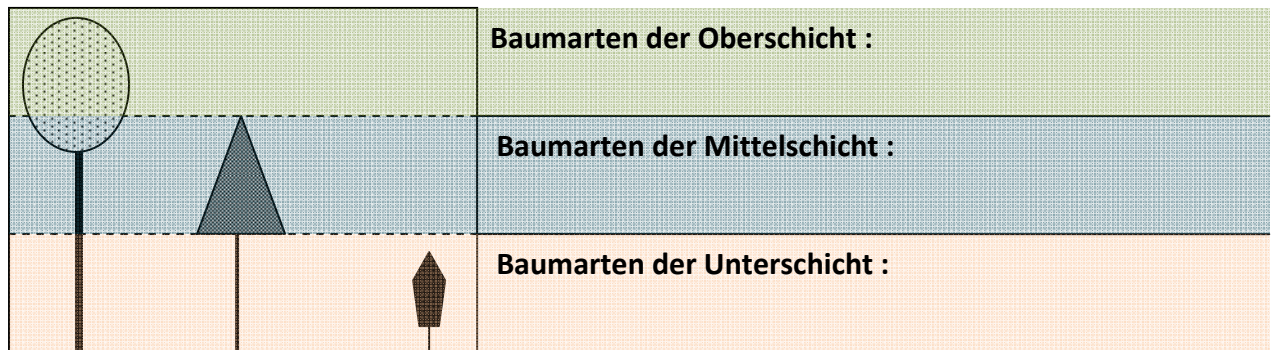 Baumarten der Oberschicht :
Baumarten der Mittelschicht :
Baumarten der Unterschicht :